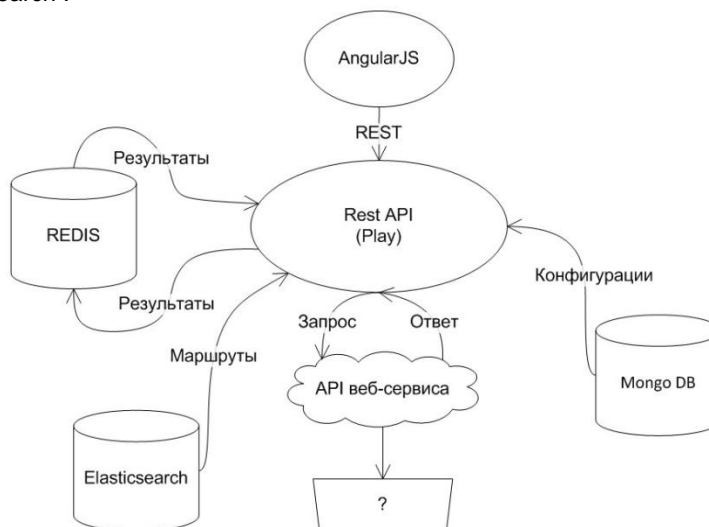 AngularJS
REST
Результаты
REDIS
Rest API
(Play)
Результаты
Конфигурации
Запрос
Ответ
Маршруты
API веб-сервиса
Mongo DB
Elasticsearch
?